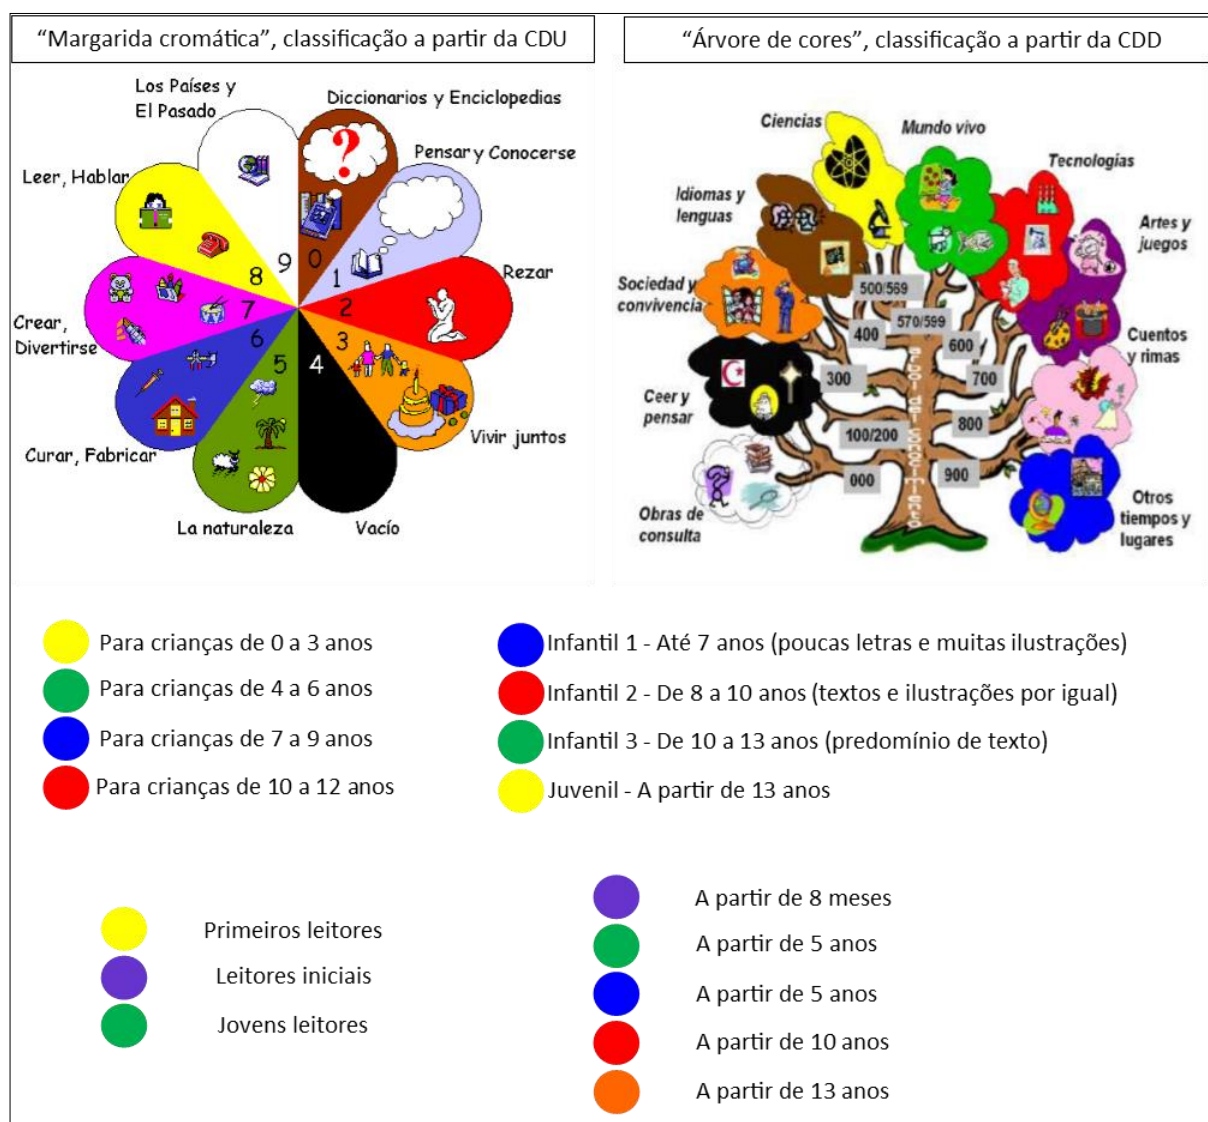 “Margarida cromática”, classificação a partir da CDU
“Árvore de cores”, classificação a partir da CDD
Los Países y
El Pasado
Diccionarios y Enciclopedias
Pensar y Conocerse
Leer, Hablar
Rezar
Crear,
Divertirse
Vivir juntos
Curar, Fabricar
La naturaleza
Vacío
?
0
1
2
3
4
5
6
7
8
9
Ciencias
Mundo vivo
Tecnologías
Idiomas y
lenguas
Artes y
juegos
Sociedad y
convivencia
Cuentos
y rimas
Ceer y
pensar
Obras de
consulta
Otros
tiempos y
lugares
500/569
570/599
400
600
300
700
100/200
800
000
900
arbol del conocimiento
Para crianças de 0 a 3 anos
Para crianças de 4 a 6 anos
Para crianças de 7 a 9 anos
Para crianças de 10 a 12 anos
Infantil 1 - Até 7 anos (poucas letras e muitas ilustrações)
Infantil 2 - De 8 a 10 anos (textos e ilustrações por igual)
Infantil 3 - De 10 a 13 anos (predomínio de texto)
Juvenil - A partir de 13 anos
Primeiros leitores
Leitores iniciais
Jovens leitores
A partir de 8 meses
A partir de 5 anos
A partir de 5 anos
A partir de 10 anos
A partir de 13 anos